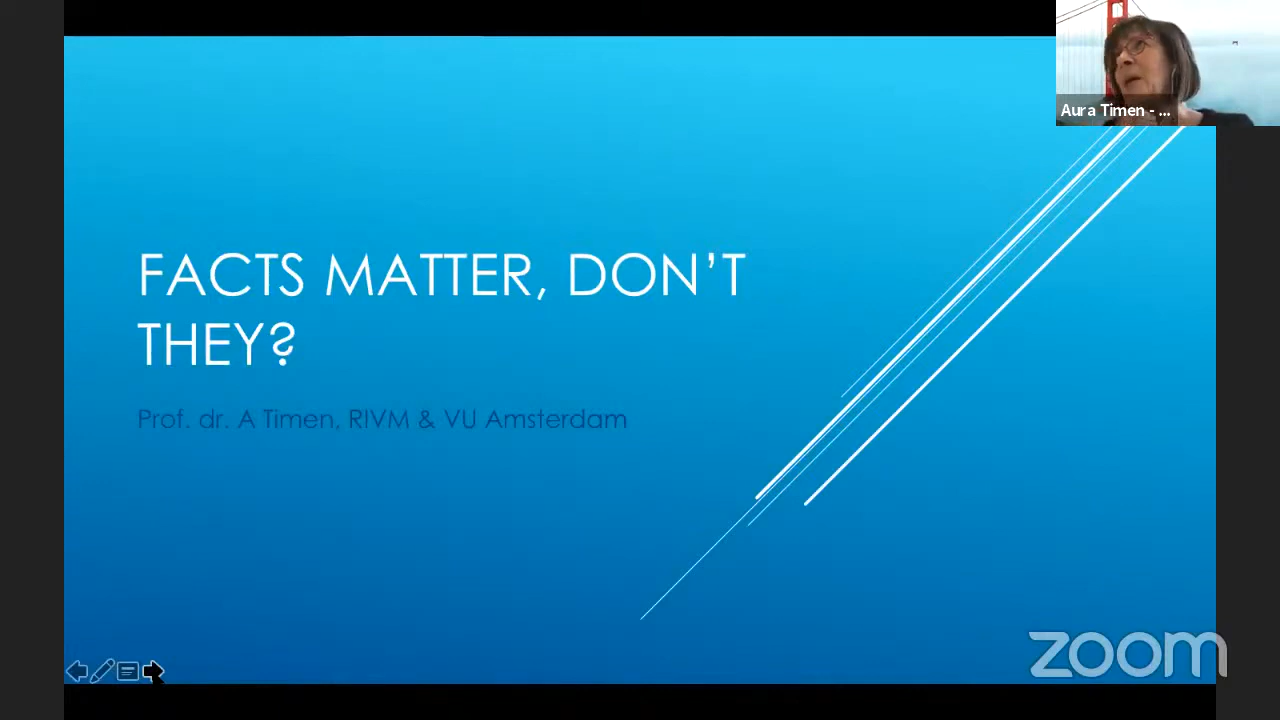 Aura Timen - ...
FACTS MATTER, DON'T
THEY?
Prof. dr. A Timen, RIVM & VU Amsterdam
zoom